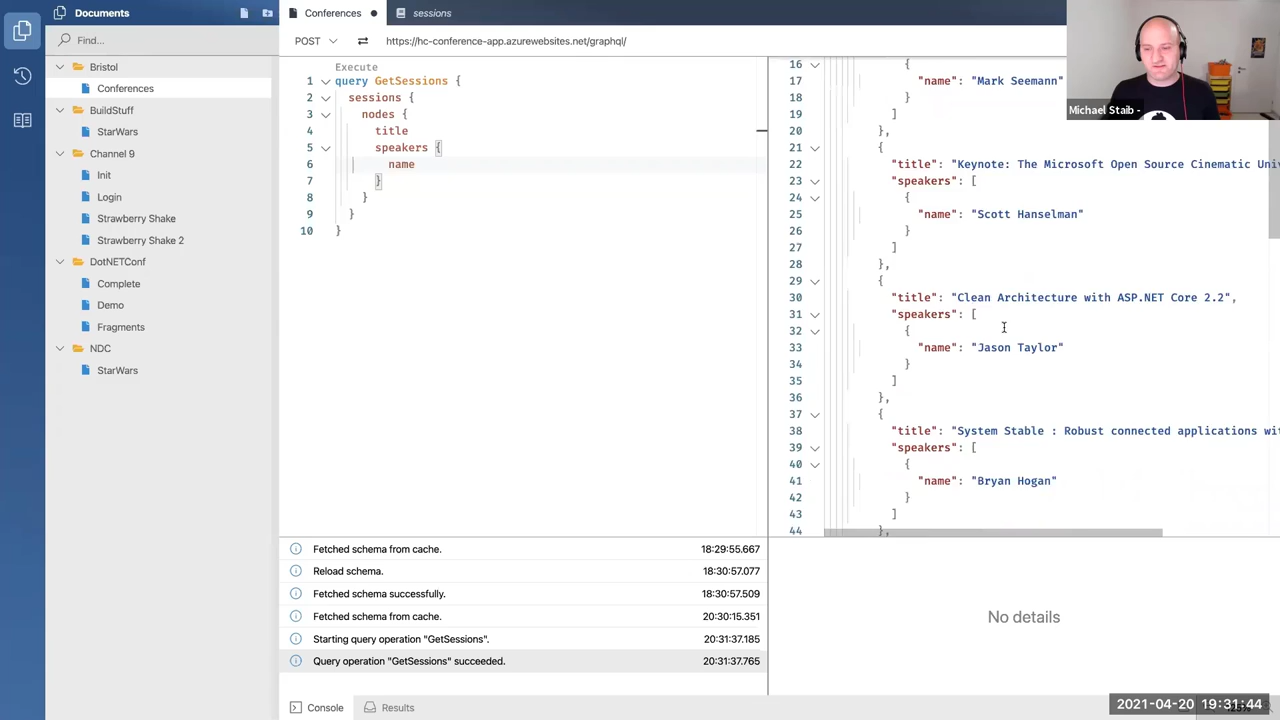 Documents
Find...
Bristol
Conferences
BuildStuff
StarWars
Channel 9
Init
Login
Strawberry Shake
Strawberry Shake 2
DotNETConf
Complete
Demo
Fragments
NDC
StarWars
Conferences
sessions
POST
https://hc-conference-app.azurewebsites.net/graphql/
Execute
1 query GetSessions {
2 sessions {
3 nodes {
4 title
5 speakers {
6 name
7 }
8 }
9 }
10 }
16 {
17 "name": "Mark Seemann"
18 }
19 ]
20 },
21 {
22 "title": "Keynote: The Microsoft Open Source Cinematic Uni
23 "speakers": [
24 {
25 "name": "Scott Hanselman"
26 }
27 ]
28 },
29 {
30 "title": "Clean Architecture with ASP.NET Core 2.2",
31 "speakers": [
32 {
33 "name": "Jason Taylor"
34 }
35 ]
36 },
37 {
38 "title": "System Stable : Robust connected applications wi
39 "speakers": [
40 {
41 "name": "Bryan Hogan"
42 }
43 ]
44 },
Michael Staib -
Fetched schema from cache. 18:29:55.667
Reload schema. 18:30:57.077
Fetched schema successfully. 18:30:57.509
Fetched schema from cache. 20:30:15.351
Starting query operation "GetSessions". 20:31:37.185
Query operation "GetSessions" succeeded. 20:31:37.765
No details
Console
Results
2021-04-20 19:31:44